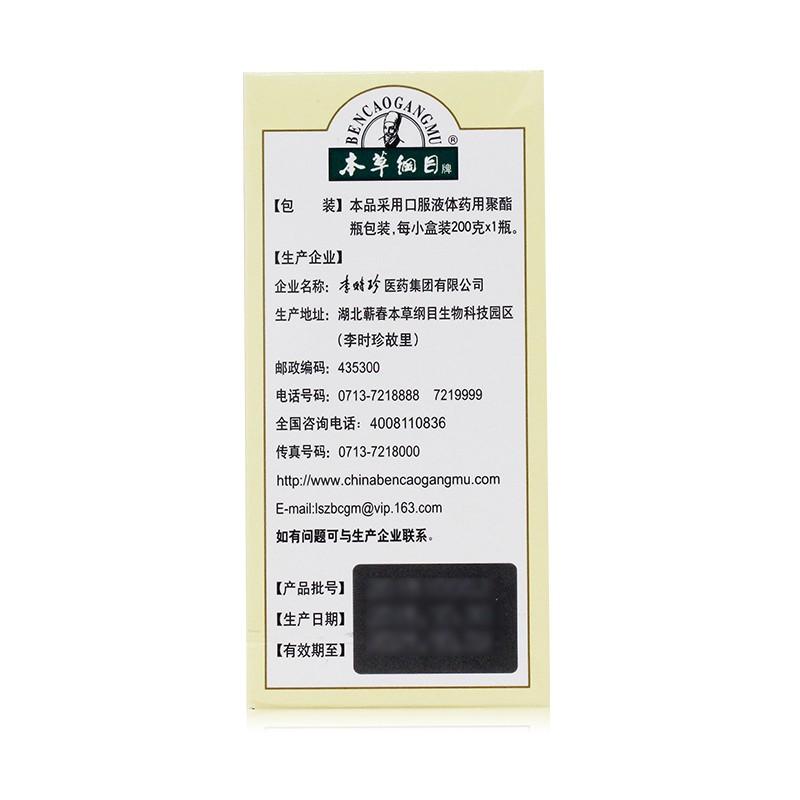 BENCAOGANGMU
®
本草纲目牌
【包 装】本品采用口服液体药用聚酯
瓶包装,每小盒装200克x1瓶。
【生产企业】
企业名称：李时珍医药集团有限公司
生产地址：湖北蕲春本草纲目生物科技园区
（李时珍故里）
邮政编码：435300
电话号码：0713-7218888 7219999
全国咨询电话：4008110836
传真号码：0713-7218000
http://www.chinabencaogangmu.com
E-mail:lszbcgm@vip.163.com
如有问题可与生产企业联系。
【产品批号】
【生产日期】
【有效期至】